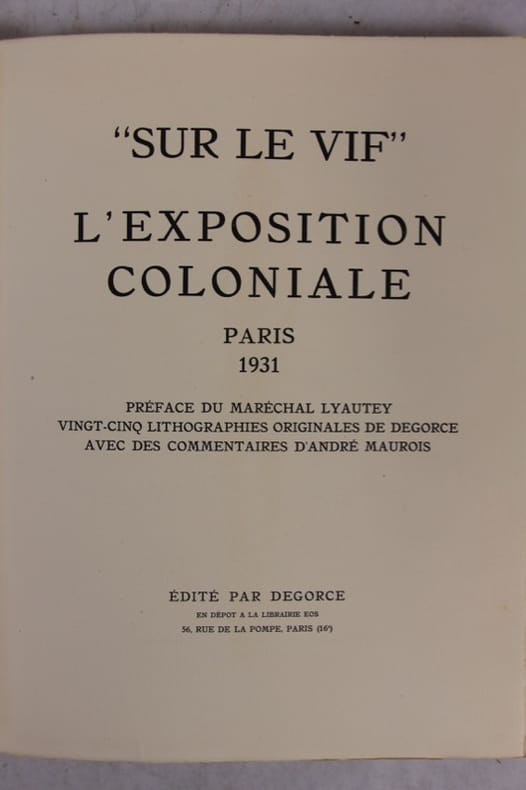 “SUR LE VIF”
L'EXPOSITION
COLONIALE
PARIS
1931
PRÉFACE DU MARÉCHAL LYAUTEY
VINGT-CINQ LITHOGRAPHIES ORIGINALES DE DEGORCE
AVEC DES COMMENTAIRES D'ANDRÉ MAUROIS
ÉDITÉ PAR DEGORCE
EN DÉPOT A LA LIBRAIRIE EOS
56, RUE DE LA POMPE, PARIS (16ᵉ)